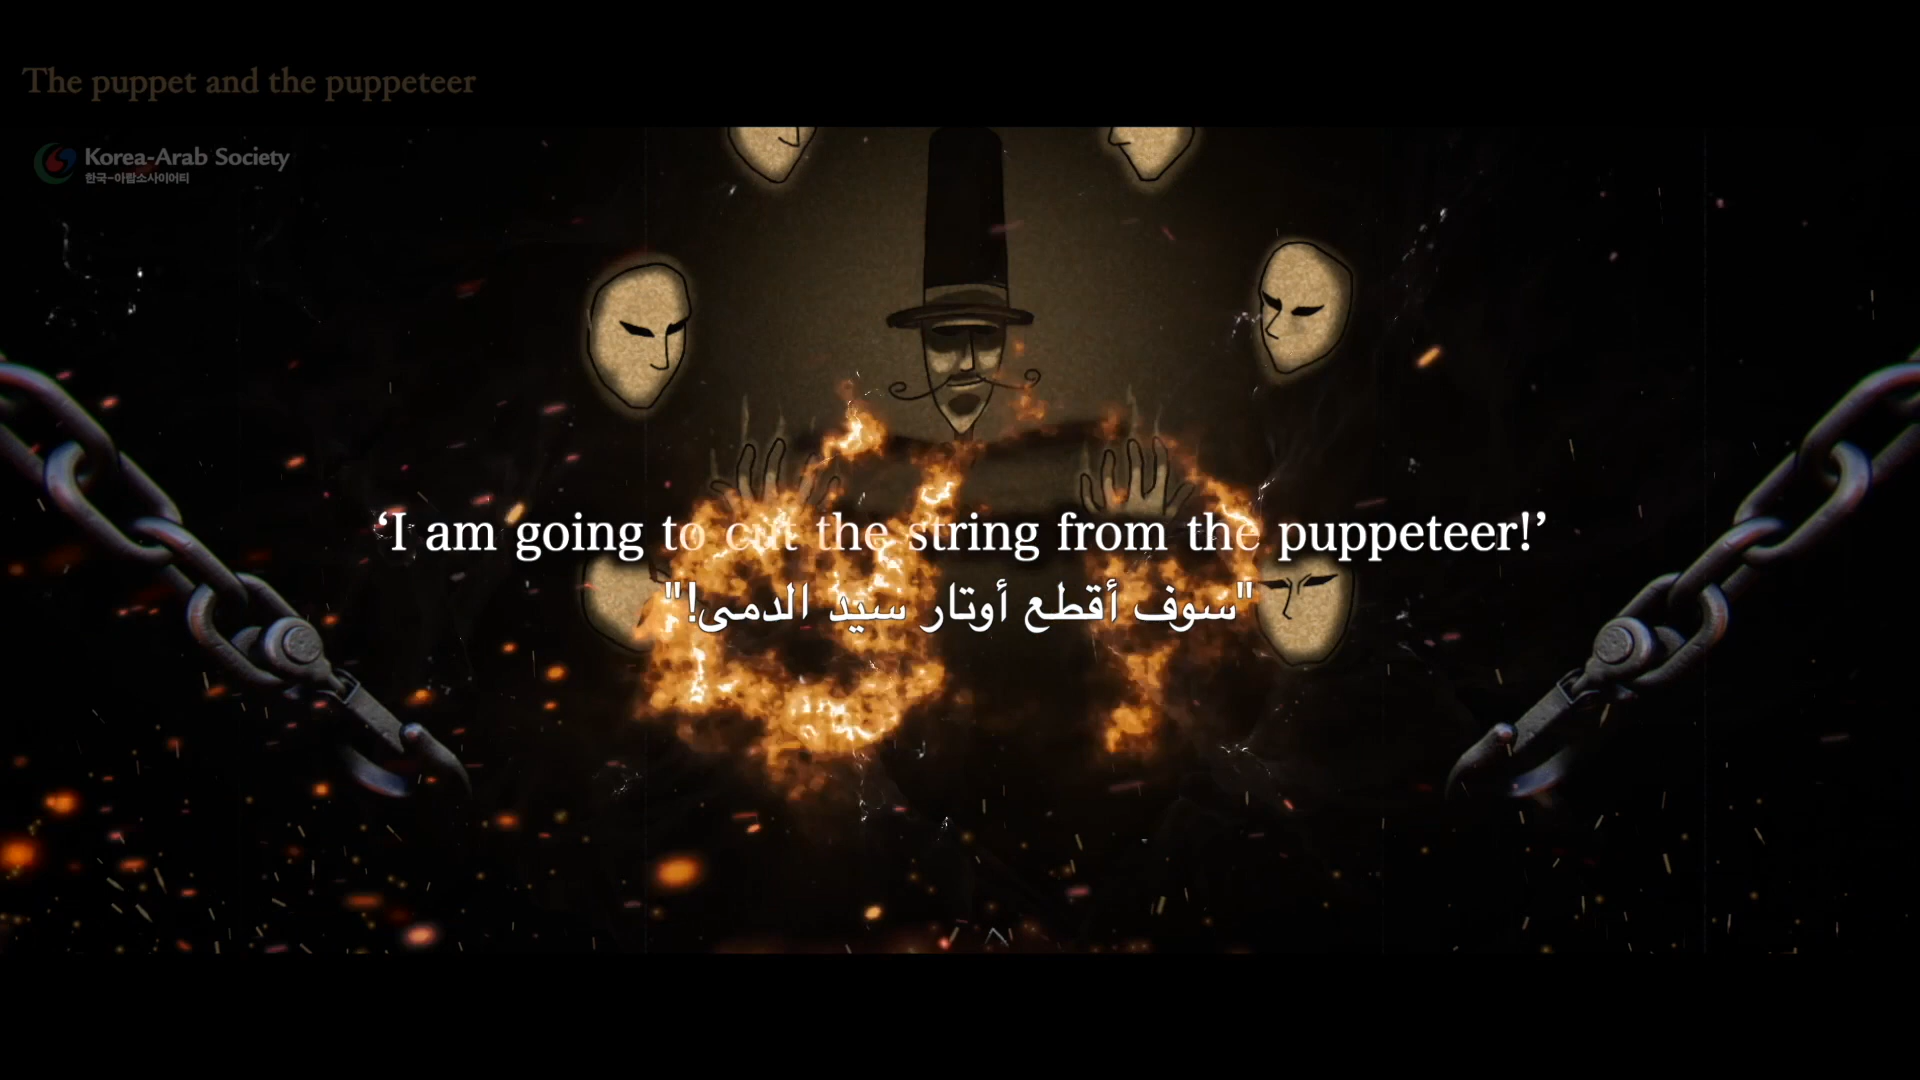 The puppet and the puppeteer
Korea-Arab Society
한국-아랍소사이어티
‘I am going to cut the string from the puppeteer!’
"سوف أقطع أوتار سيد الدمى!"